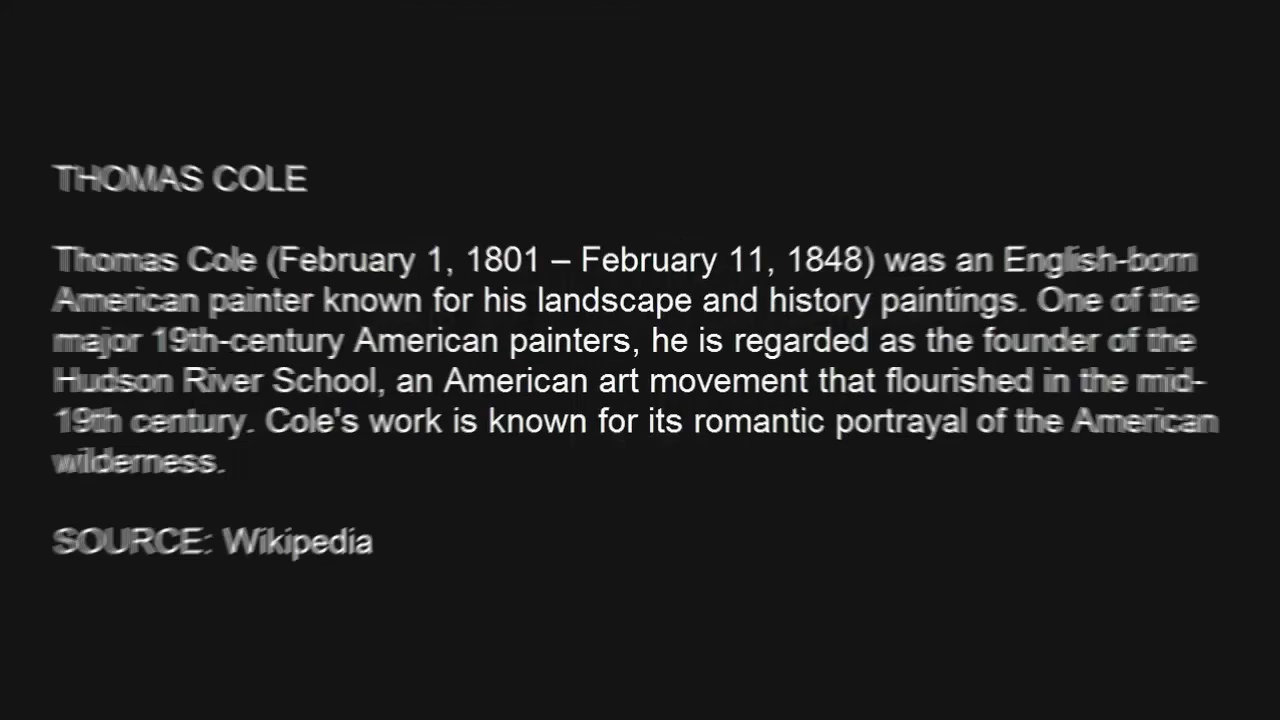 THOMAS COLE
Thomas Cole (February 1, 1801 – February 11, 1848) was an English-born
American painter known for his landscape and history paintings. One of the
major 19th-century American painters, he is regarded as the founder of the
Hudson River School, an American art movement that flourished in the mid-
19th century. Cole's work is known for its romantic portrayal of the American
wilderness.
SOURCE: Wikipedia